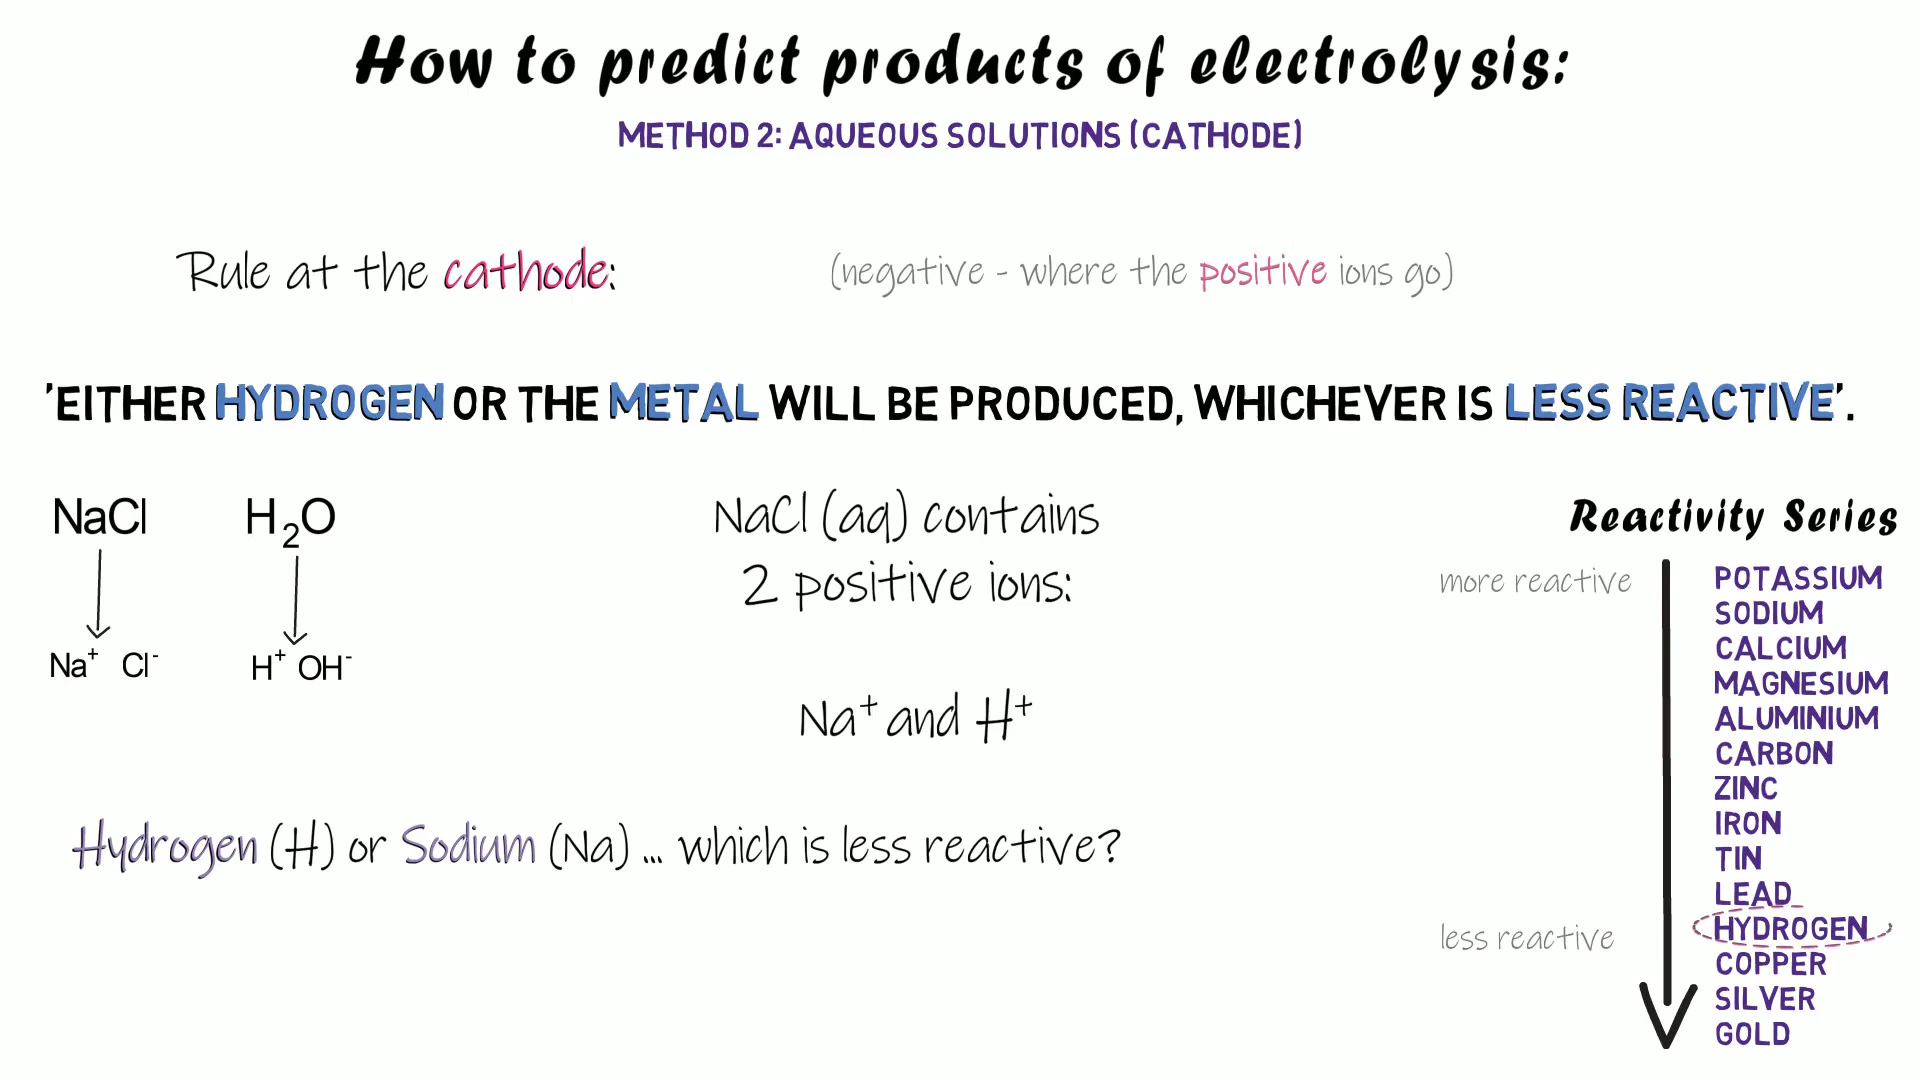 How to predict products of electrolysis:
METHOD 2: AQUEOUS SOLUTIONS (CATHODE)
Rule at the cathode:
(negative - where the positive ions go)
'EITHER HYDROGEN OR THE METAL WILL BE PRODUCED, WHICHEVER IS LESS REACTIVE'.
NaCl
H₂O
Na⁺ Cl⁻
H⁺ OH⁻
NaCl (aq) contains
2 positive ions:
Na⁺ and H⁺
Hydrogen (H) or Sodium (Na) ... which is less reactive?
Reactivity Series
more reactive
less reactive
POTASSIUM
SODIUM
CALCIUM
MAGNESIUM
ALUMINIUM
CARBON
ZINC
IRON
TIN
LEAD
HYDROGEN
COPPER
SILVER
GOLD